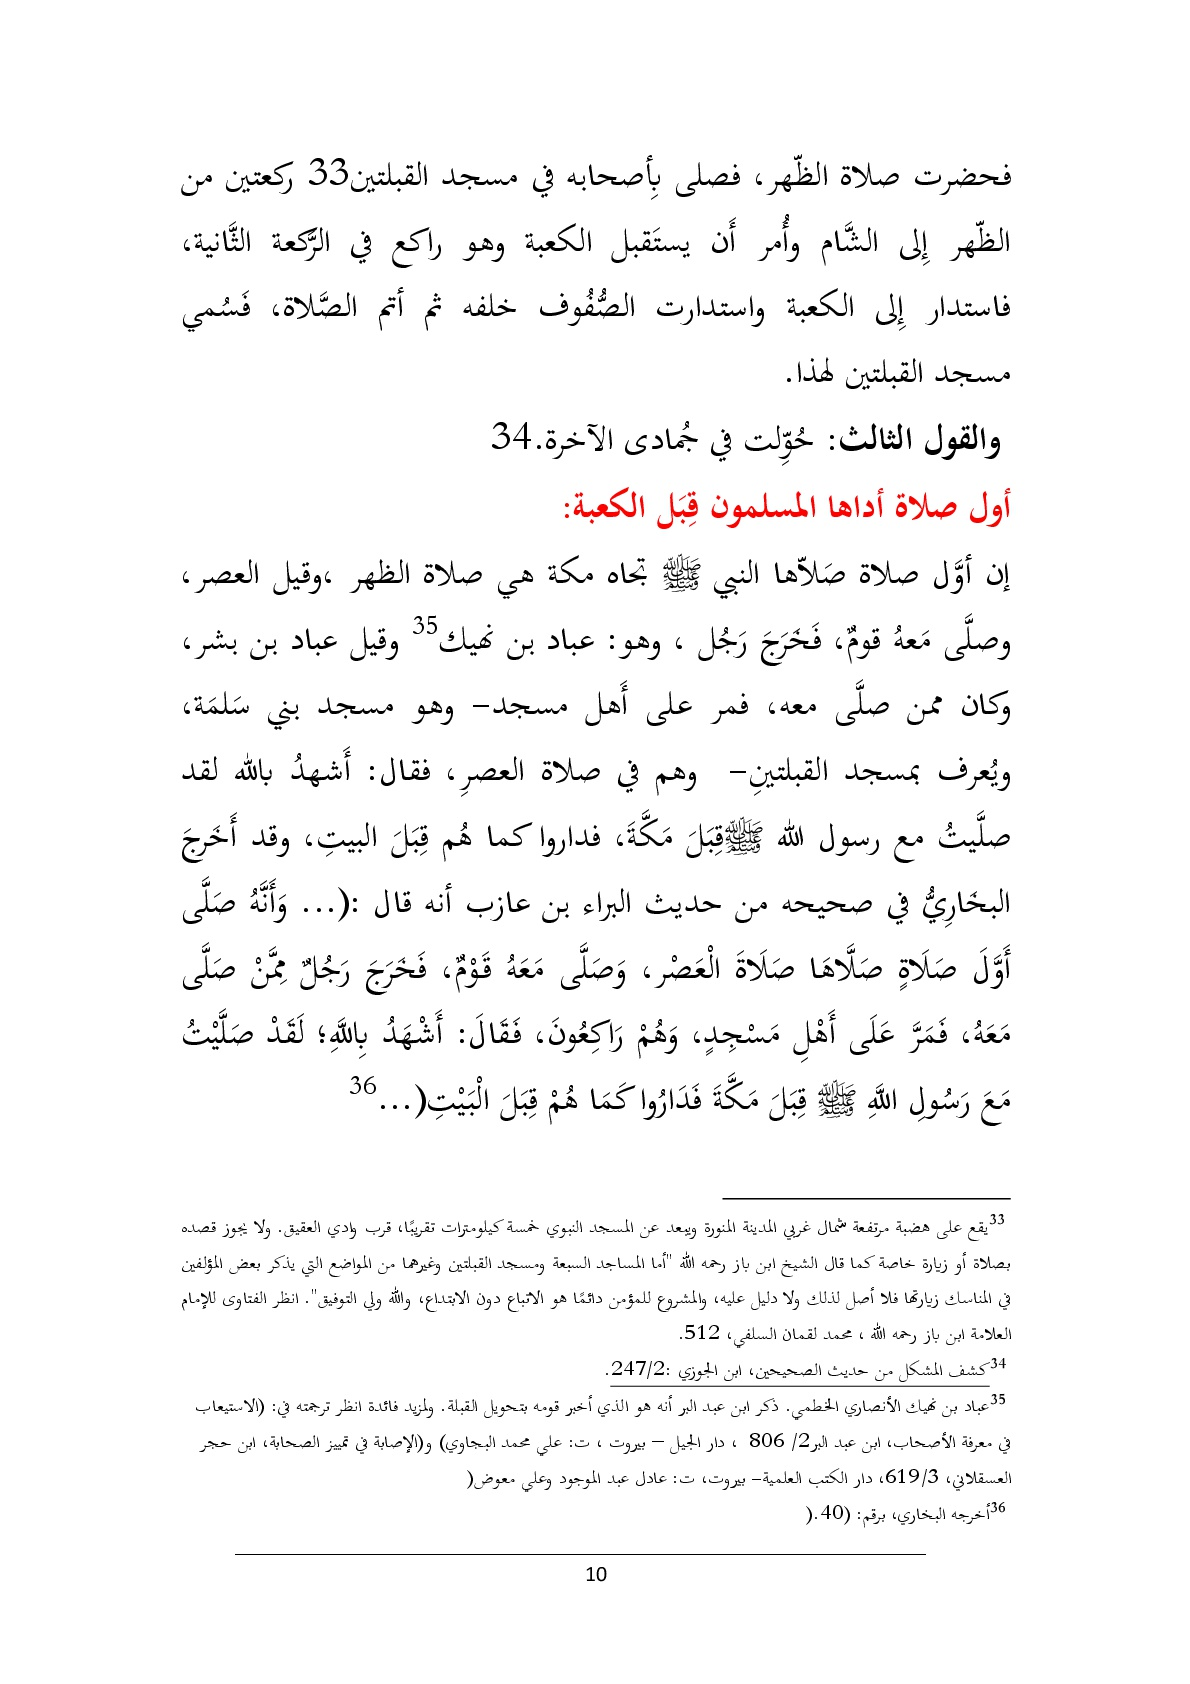 فحضرت صلاة الظّهر، فصلى بِأصحابه في مسجد القبلتين33 ركعتين من
الظّهر إِلى الشَّام وأُمر أَن يستَقبل الكعبة وهو راكع في الرَّكعة الثَّانية،
فاستدار إِلى الكعبة واستدارت الصُّفُوف خلفه ثم أتم الصَّلاة، فَسُمي
مسجد القبلتين لهذا.
والقول الثالث: حُوِّلت في جُمادى الآخرة.34
أول صلاة أداها المسلمون قِبَل الكعبة:
إن أوَّل صلاة صَلاّها النبي ﷺ تجاه مكة هي صلاة الظهر ،وقيل العصر،
وصلَّى مَعهُ قومٌ، فَخَرَجَ رَجُل ، وهو: عباد بن نهيك35 وقيل عباد بن بشر،
وكان ممن صلَّى معه، فمر على أَهل مسجد– وهو مسجد بني سَلمَة،
ويُعرف بمسجد القبلتينِ– وهم في صلاة العصرِ، فقال: أَشهدُ بالله لقد
صلَّيتُ مع رسول الله ﷺقِبَلَ مَكَّةَ، فداروا كما هُم قِبَلَ البيتِ، وقد أَخَرجَ
البخَارِيُّ في صحيحه من حديث البراء بن عازب أنه قال :(... وَأَنَّهُ صَلَّى
أَوَّلَ صَلَاةٍ صَلَّاهَا صَلَاةَ الْعَصْر، وَصَلَّى مَعَهُ قَوْمٌ، فَخَرَجَ رَجُلٌ مِمَّنْ صَلَّى
مَعَهُ، فَمَرَّ عَلَى أَهْلِ مَسْجِدٍ، وَهُمْ رَاكِعُونَ، فَقَالَ: أَشْهَدُ بِاللَّهِ؛ لَقَدْ صَلَّيْتُ
مَعَ رَسُولِ اللَّهِ ﷺ قِبَلَ مَكَّةَ فَدَارُوا كَمَا هُمْ قِبَلَ الْبَيْتِ(...36
33يقع على هضبة مرتفعة شمال غربي المدينة المنورة ويبعد عن المسجد النبوي خمسة كيلومترات تقريبًا، قرب وادي العقيق. ولا يجوز قصده
بصلاة أو زيارة خاصة كما قال الشيخ ابن باز رحمه الله "أما المساجد السبعة ومسجد القبلتين وغيرهما من المواضع التي يذكر بعض المؤلفين
في المناسك زيارتها فلا أصل لذلك ولا دليل عليه، والمشروع للمؤمن دائمًا هو الاتباع دون الابتداع، والله ولي التوفيق". انظر الفتاوى للإمام
العلامة ابن باز رحمه الله ، محمد لقمان السلفي، 512.
34كشف المشكل من حديث الصحيحين، ابن الجوزي :247/2.
35عباد بن نهيك الأنصاري الخطمي. ذكر ابن عبد البر أنه هو الذي أخبر قومه بتحويل القبلة. ولمزيد فائدة انظر ترجمته في: (الاستيعاب
في معرفة الأصحاب، ابن عبد البر2/ 806 ، دار الجيل – بيروت ، ت: علي محمد البجاوي) و(الإصابة في تمييز الصحابة، ابن حجر
العسقلاني، 619/3، دار الكتب العلمية– بيروت، ت: عادل عبد الموجود وعلي معوض(
36أخرجه البخاري، برقم: (40.(
10